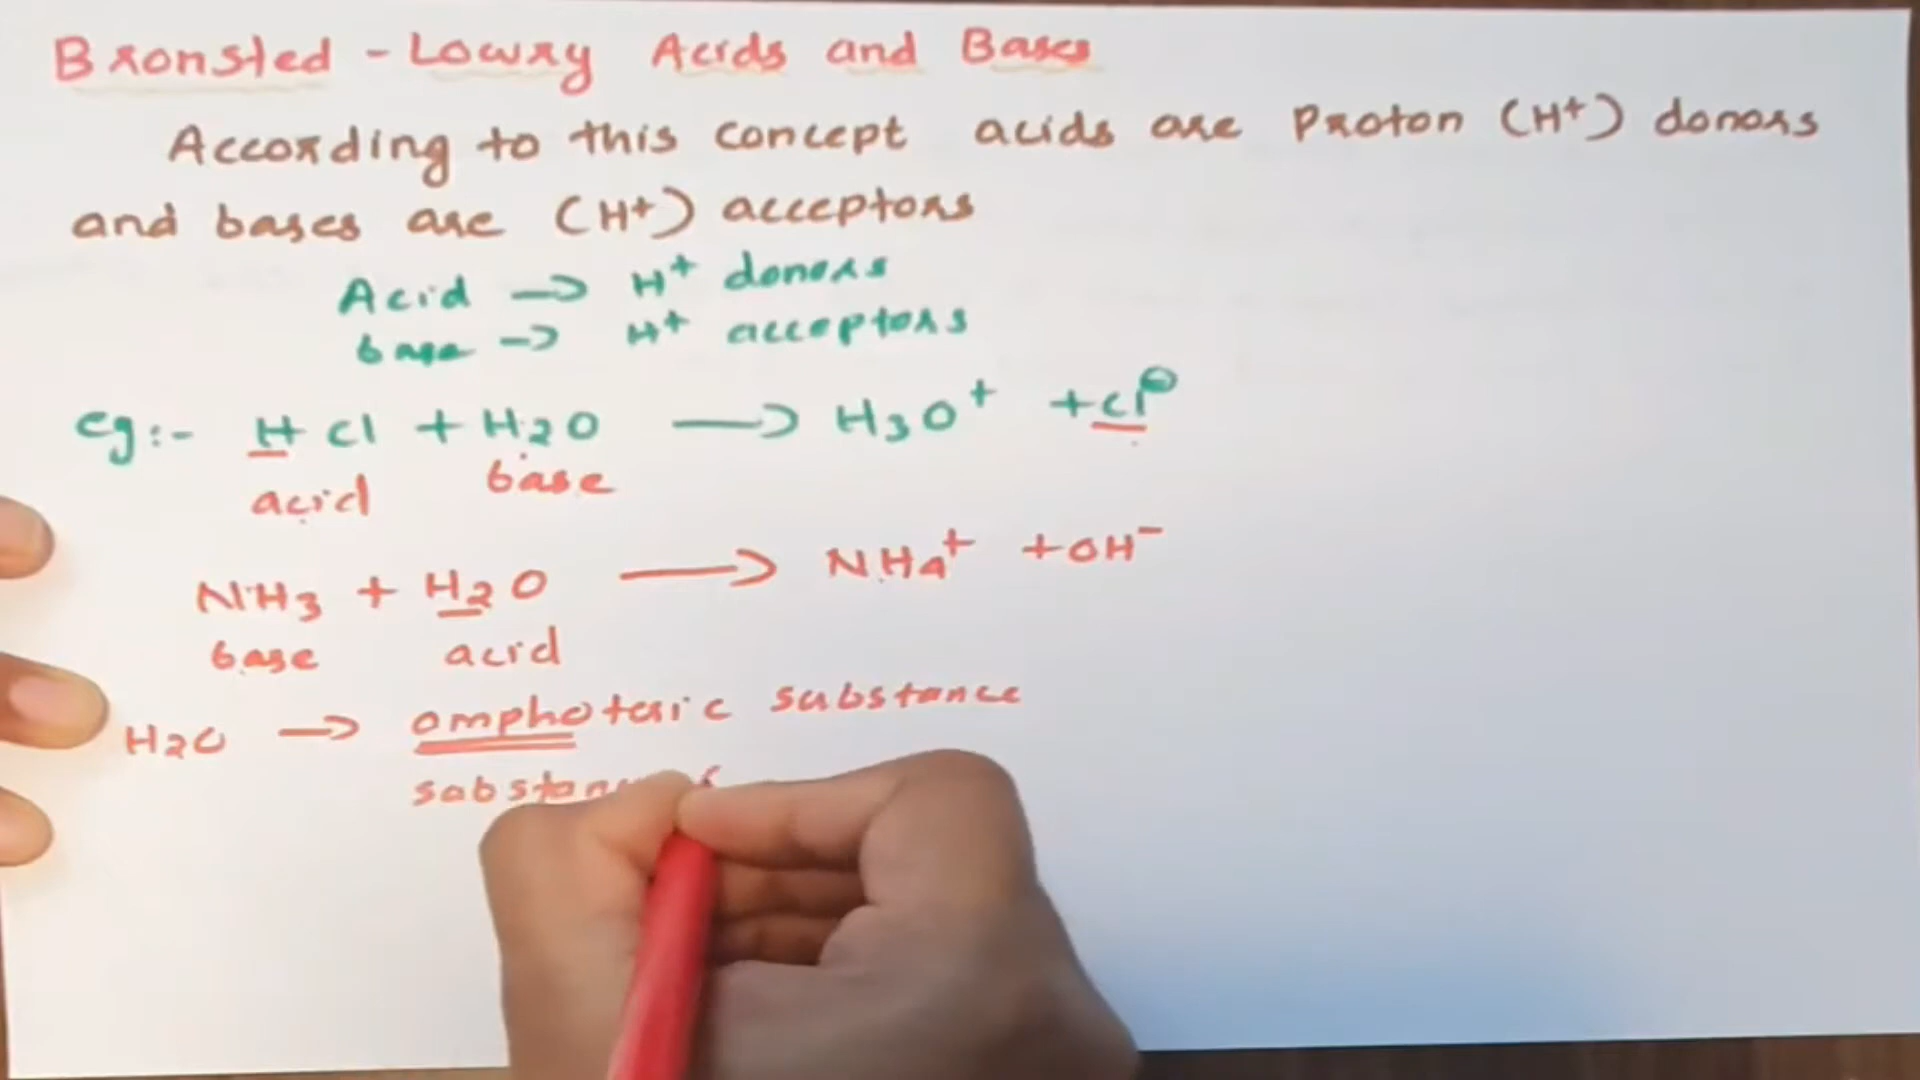 Bronsted - Lowry Acids and Bases
According to this concept acids are Proton (H+) donors
and bases are (H+) acceptors
Acid → H+ donors
base → H+ acceptors
eg:- HCl + H2O → H3O+ + Cl⊖
acid base
NH3 + H2O → NH4+ + OH-
base acid
H2O → amphoteric substance